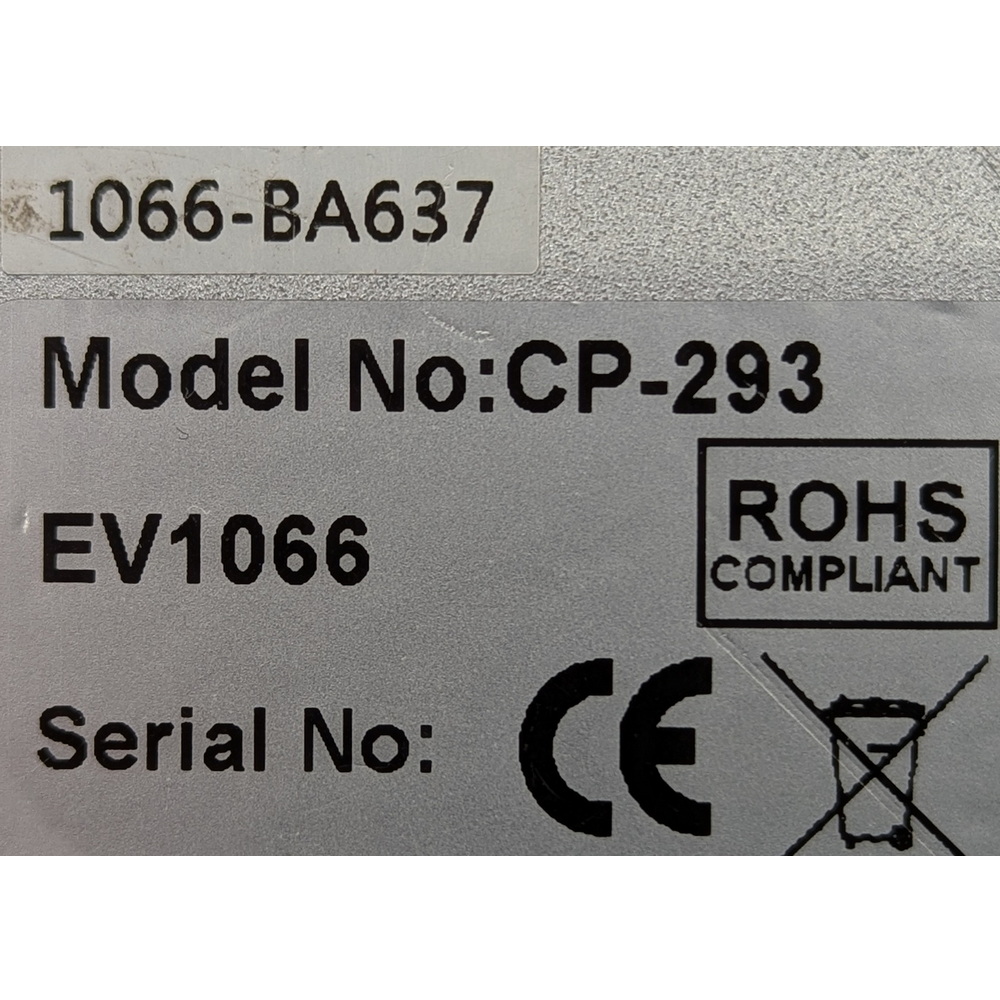 1066-BA637
Model No:CP-293
EV1066
ROHS
COMPLIANT
Serial No:
CE